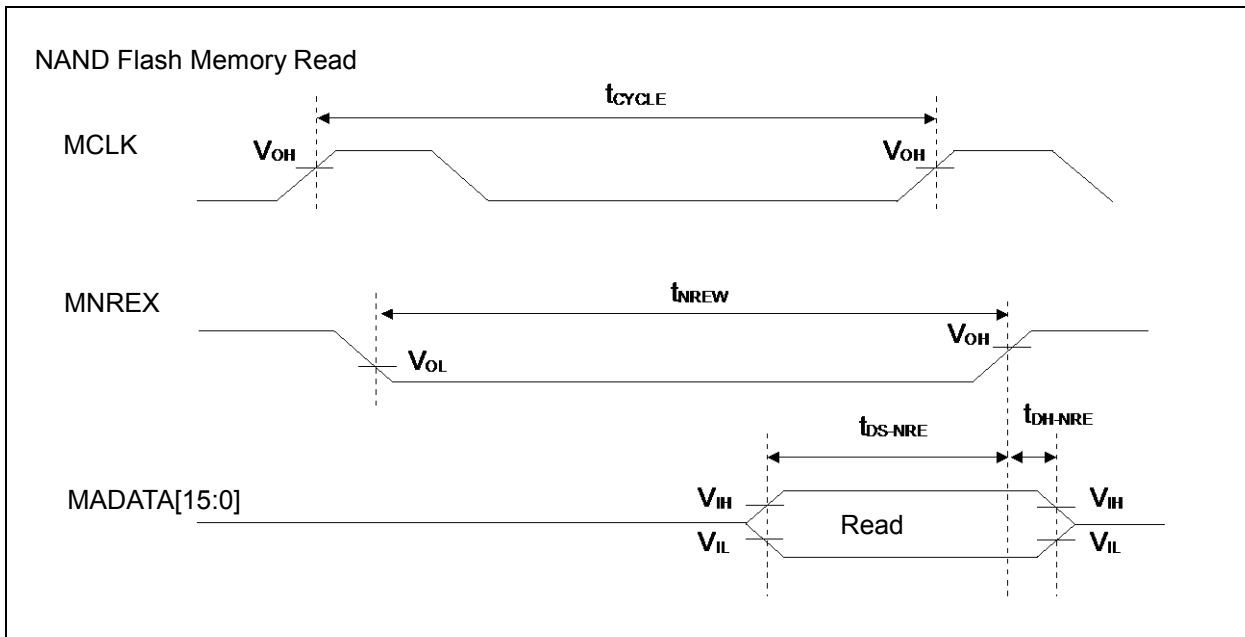 NAND Flash Memory Read
tCYCLE
MCLK
VOH
VOH
tNREW
MNREX
VOH
VOL
tDS-NRE
tDH-NRE
MADATA[15:0]
VIH
VIH
Read
VIL
VIL